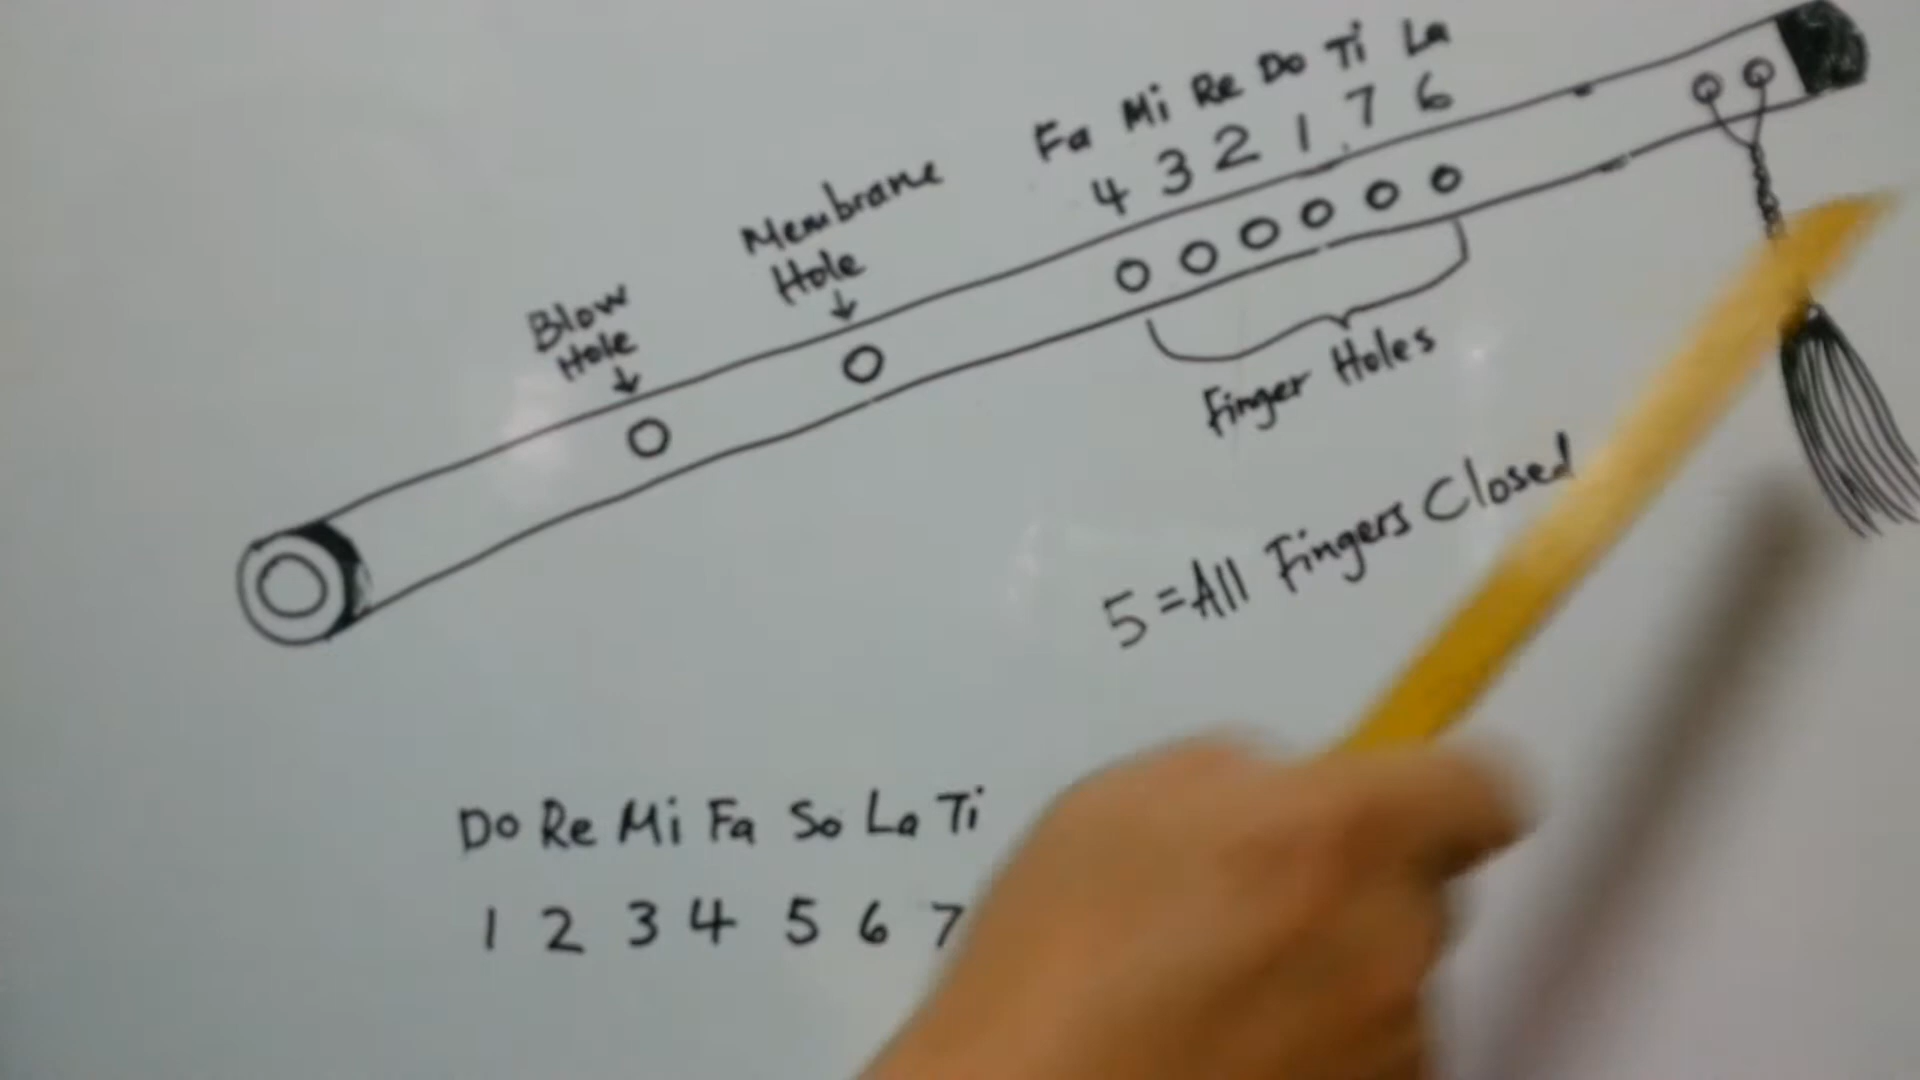 Fa Mi Re Do Ti La
4 3 2 1 7 6
Membrane
Hole
Blow
Hole
Finger Holes
5 = All Fingers Closed
Do Re Mi Fa So La Ti
1 2 3 4 5 6 7